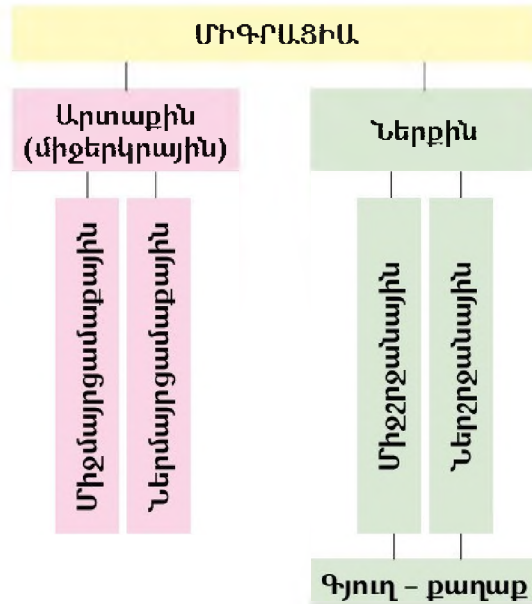 ՄԻԳՐԱՑԻԱ
Արտաքին
(միջերկրային)
Ներքին
Միջմայրցամաքային
Ներմայրցամաքային
Միջշրջանային
Ներշրջանային
Գյուղ – քաղաք